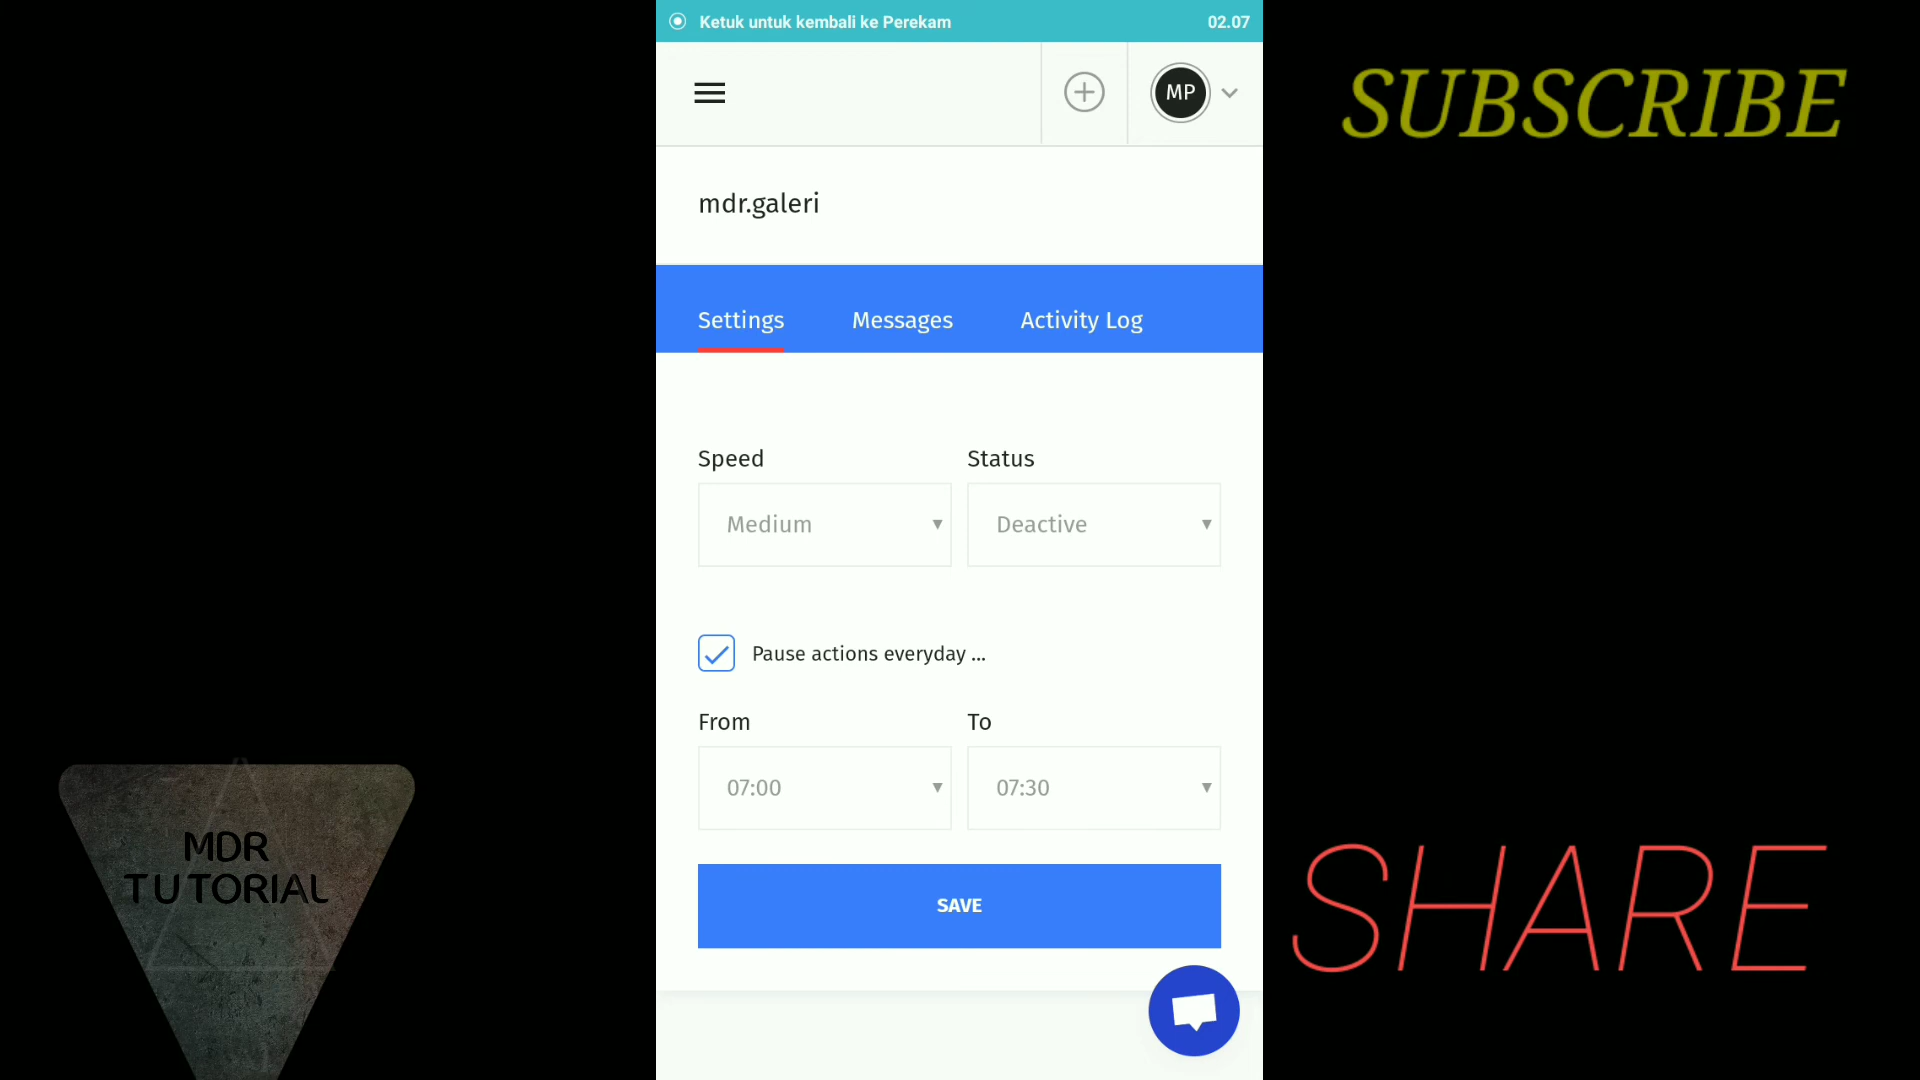 Ketuk untuk kembali ke Perekam 02.07
MP
SUBSCRIBE
mdr.galeri
Settings Messages Activity Log
Speed Status
Medium Deactive
Pause actions everyday ...
From To
07:00 07:30
SAVE
MDR
TUTORIAL
SHARE